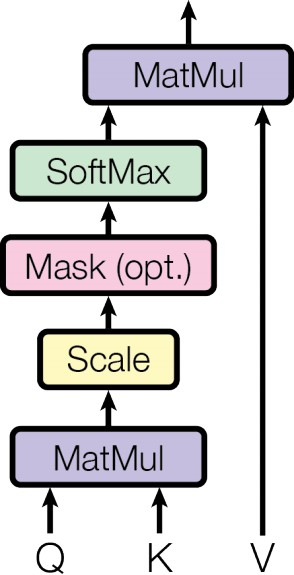 MatMul
SoftMax
Mask (opt.)
Scale
MatMul
Q K V